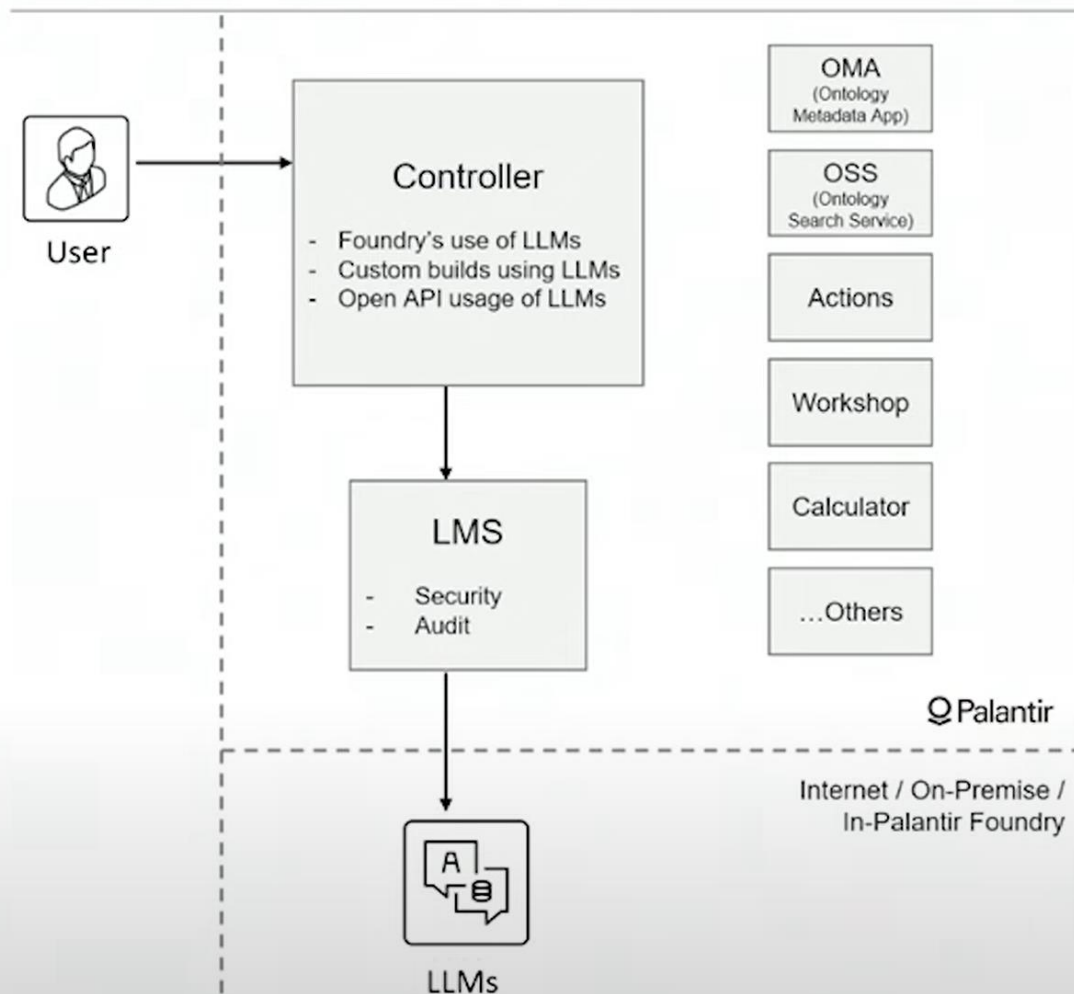 User
Controller
- Foundry's use of LLMs
- Custom builds using LLMs
- Open API usage of LLMs
LMS
- Security
- Audit
A
LLMs
OMA
(Ontology
Metadata App)
OSS
(Ontology
Search Service)
Actions
Workshop
Calculator
...Others
Palantir
Internet / On-Premise /
In-Palantir Foundry